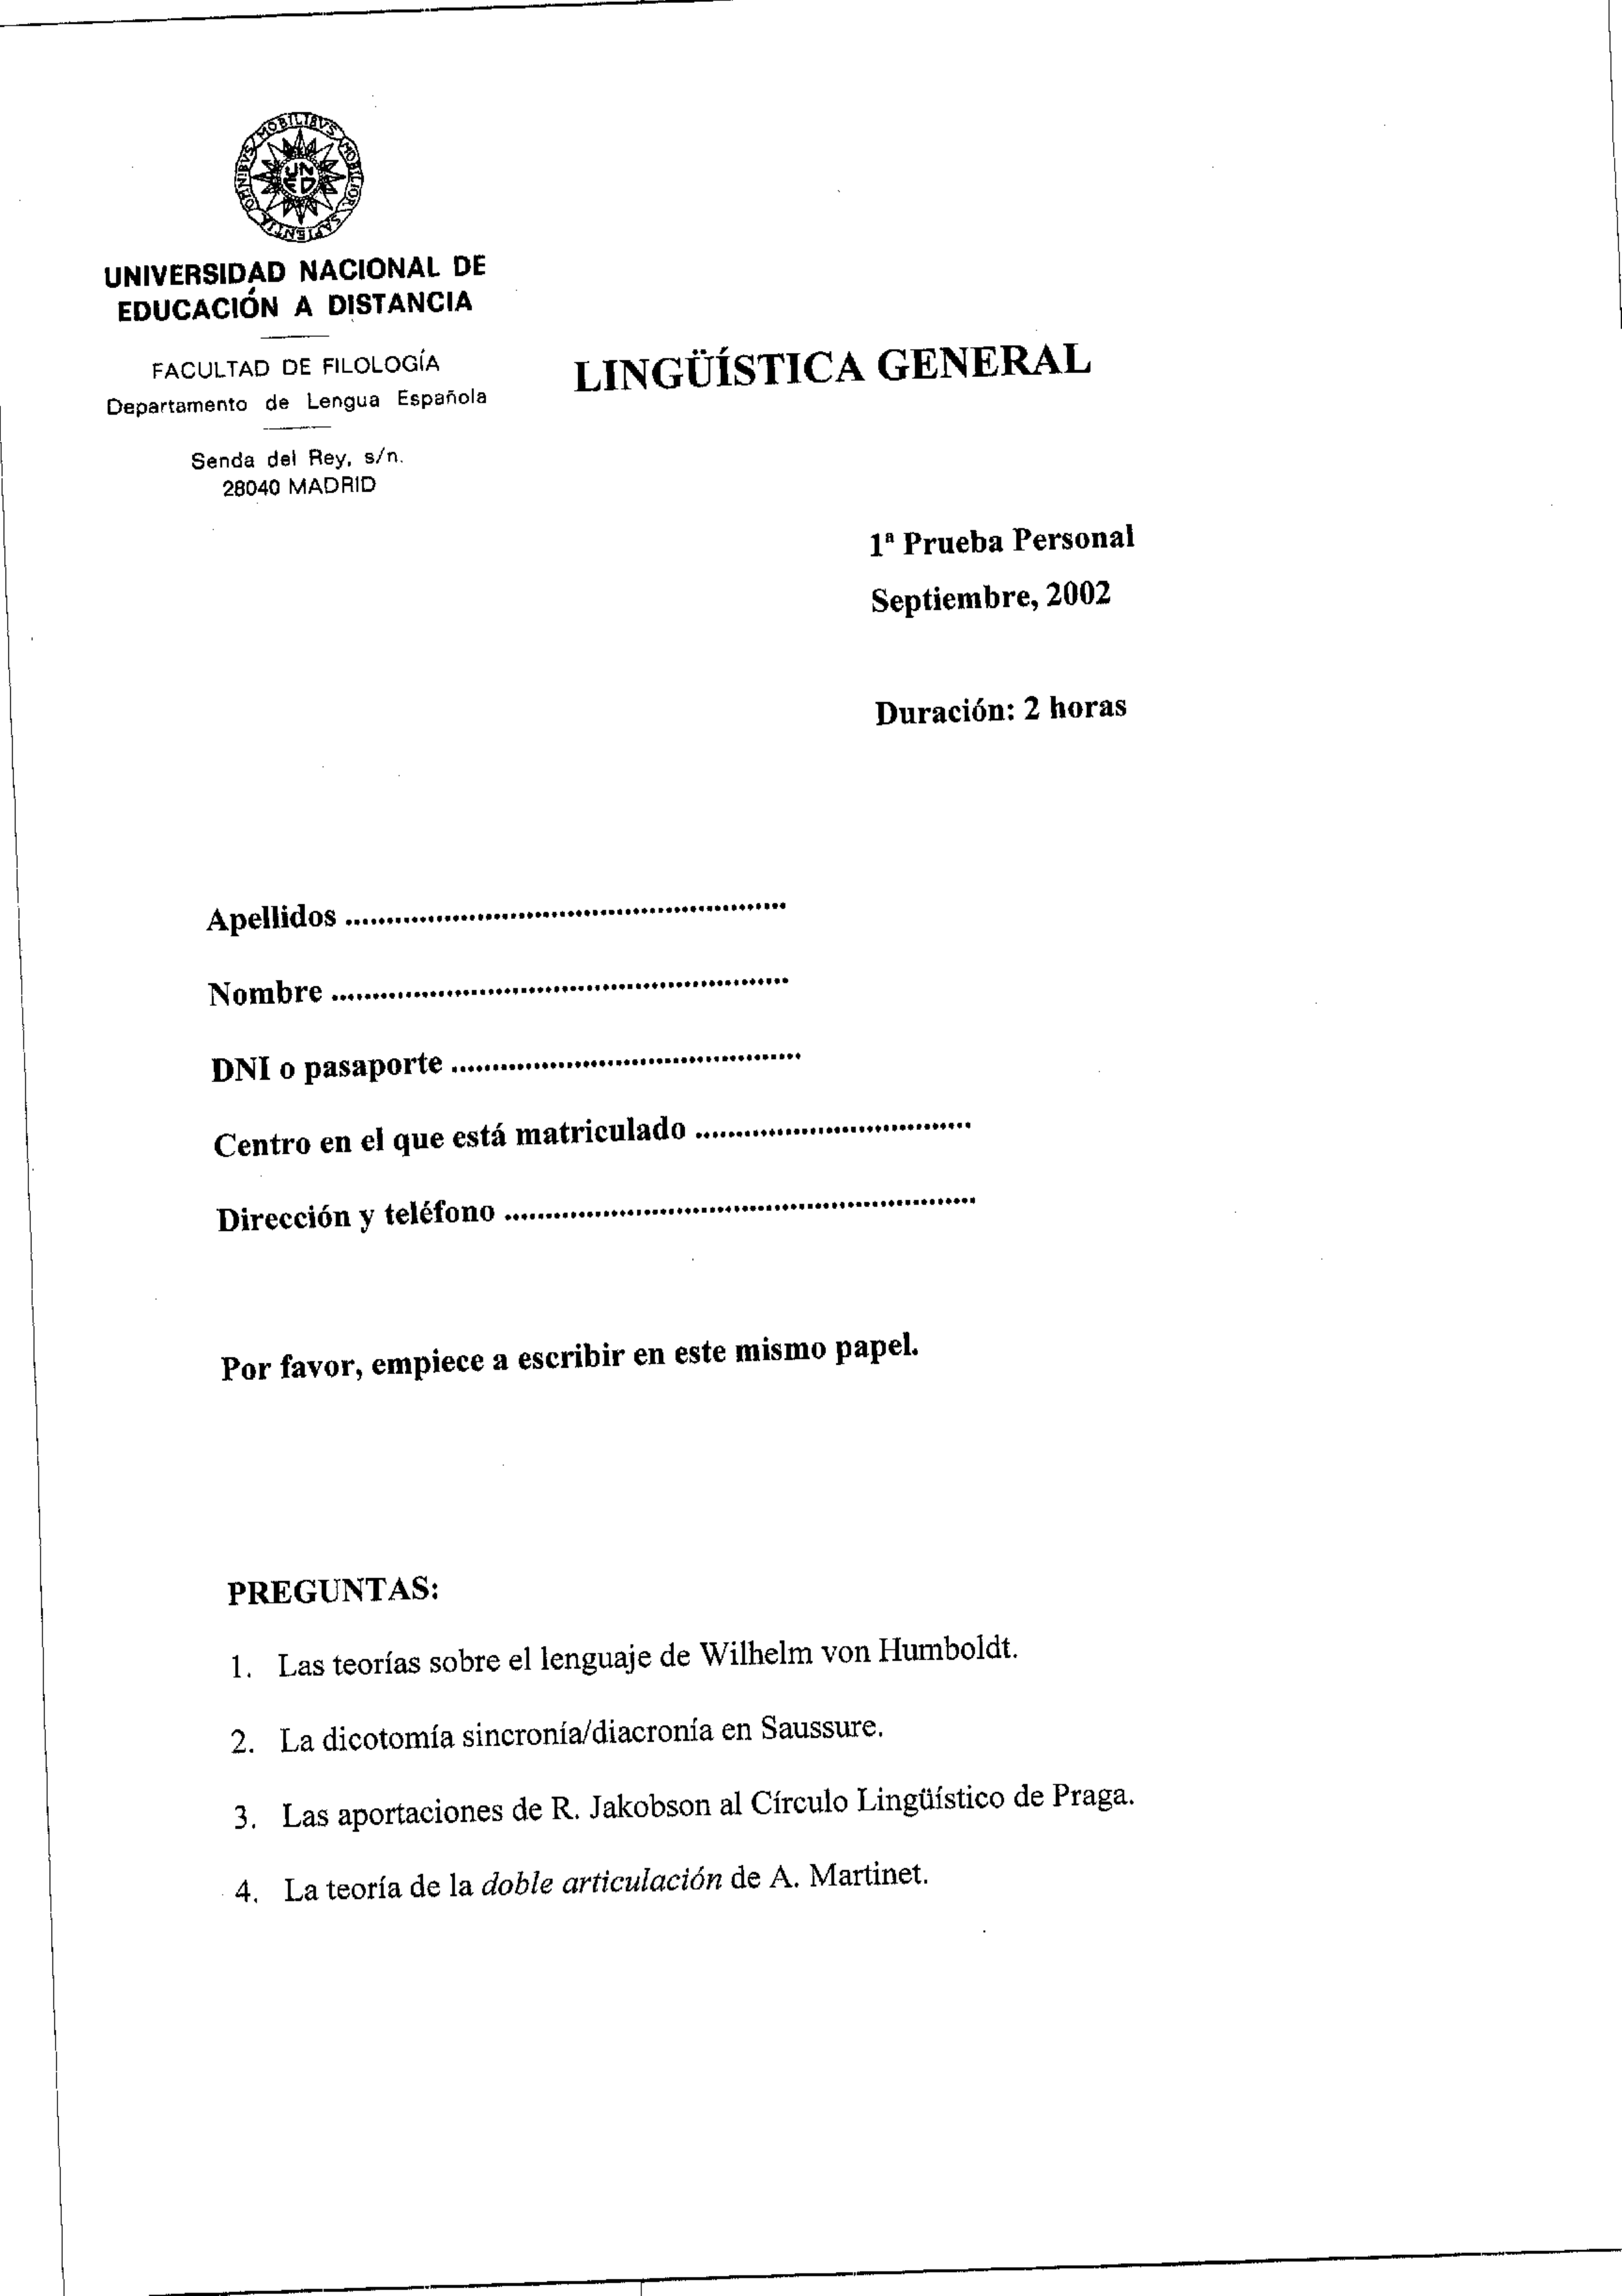 OMNIBVS MOBILIBVS MOBILIOR SAPIENTIA
UNED
UNIVERSIDAD NACIONAL DE
EDUCACIÓN A DISTANCIA
FACULTAD DE FILOLOGÍA
Departamento de Lengua Española
Senda del Rey, s/n.
28040 MADRID
LINGÜÍSTICA GENERAL
1ª Prueba Personal
Septiembre, 2002
Duración: 2 horas
Apellidos ......................................................
Nombre ........................................................
DNI o pasaporte ...........................................
Centro en el que está matriculado ..................................
Dirección y teléfono ..........................................................
Por favor, empiece a escribir en este mismo papel.
PREGUNTAS:
1. Las teorías sobre el lenguaje de Wilhelm von Humboldt.
2. La dicotomía sincronía/diacronía en Saussure.
3. Las aportaciones de R. Jakobson al Círculo Lingüístico de Praga.
4. La teoría de la doble articulación de A. Martinet.